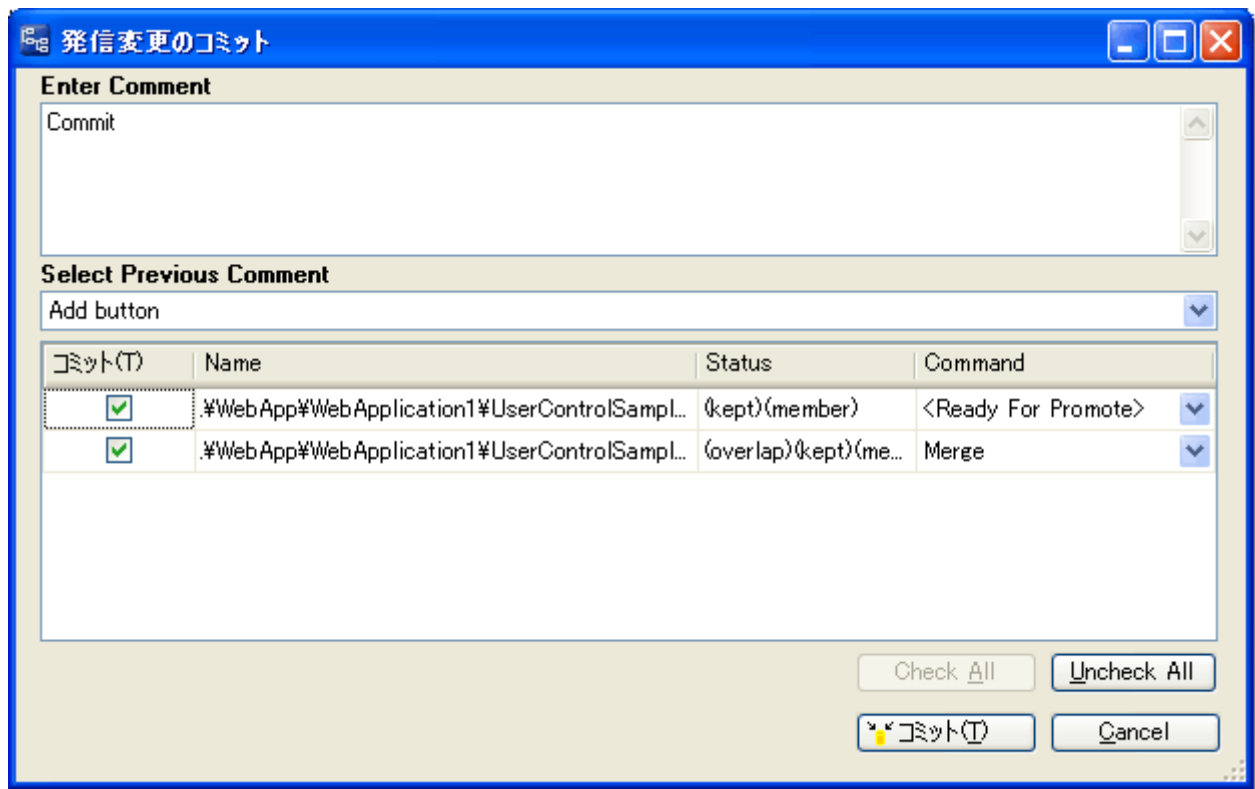 発信変更のコミット
Enter Comment
Commit
Select Previous Comment
Add button
コミット(T) Name Status Command
.¥WebApp¥WebApplication1¥UserControlSampl... (kept)(member) <Ready For Promote>
.¥WebApp¥WebApplication1¥UserControlSampl... (overlap)(kept)(me... Merge
Check All Uncheck All
コミット(T) Cancel